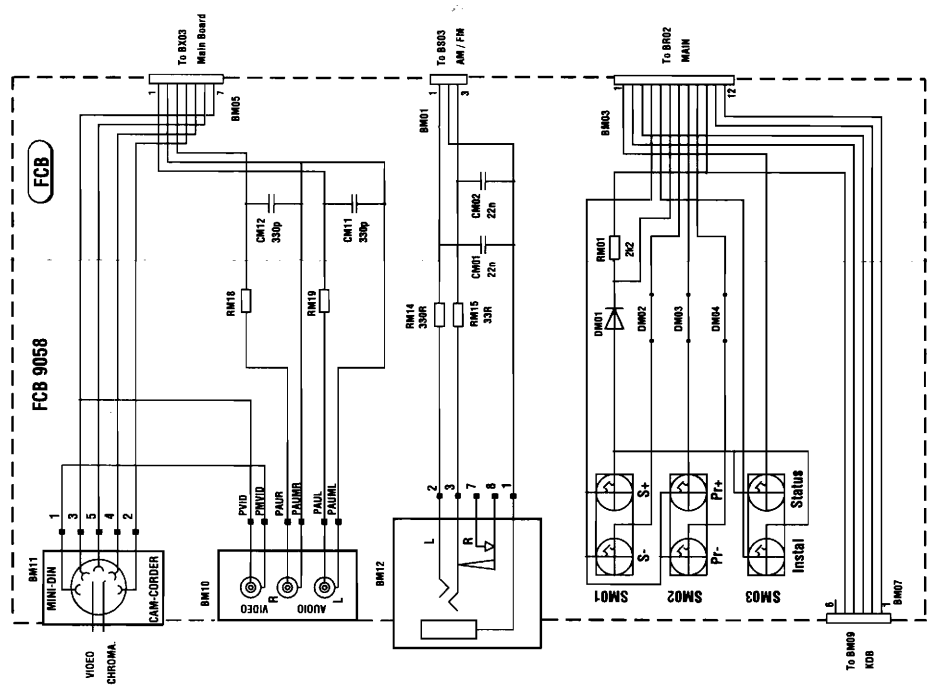 To BX03
Main Board
To BS03
AM / FM
To BR02
MAIN
1
7
BM05
1
3
BM01
1
12
BM03
FCB
FCB 9058
CM12
330p
CM11
330p
CM02
22n
CM01
22n
RM01
2k2
RM18
RM19
RM14
330R
RM15
33R
DM01
DM02
DM03
DM04
1
3
5
4
2
BM11
MINI-DIN
CAM-CORDER
VIDEO
CHROMA.
PVID
PMVID
PAUR
PAUMR
PAUL
PAUML
BM10
VIDEO
R
AUDIO
L
2
3
7
8
1
BM12
L
R
S+
S-
SM01
Pr+
Pr-
SM02
Status
Instal
SM03
6
1
BM07
To BM09
KDB